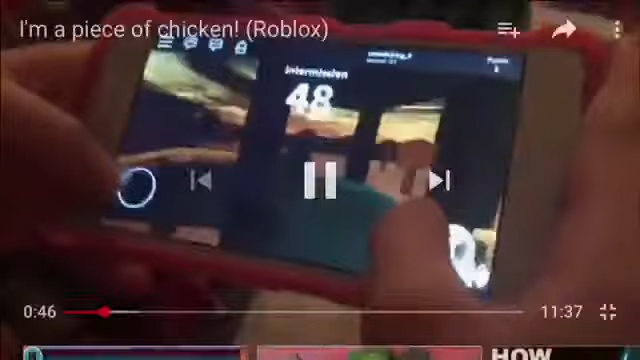 I'm a piece of chicken! (Roblox)
Intermission
48
0:46
11:37
HOW